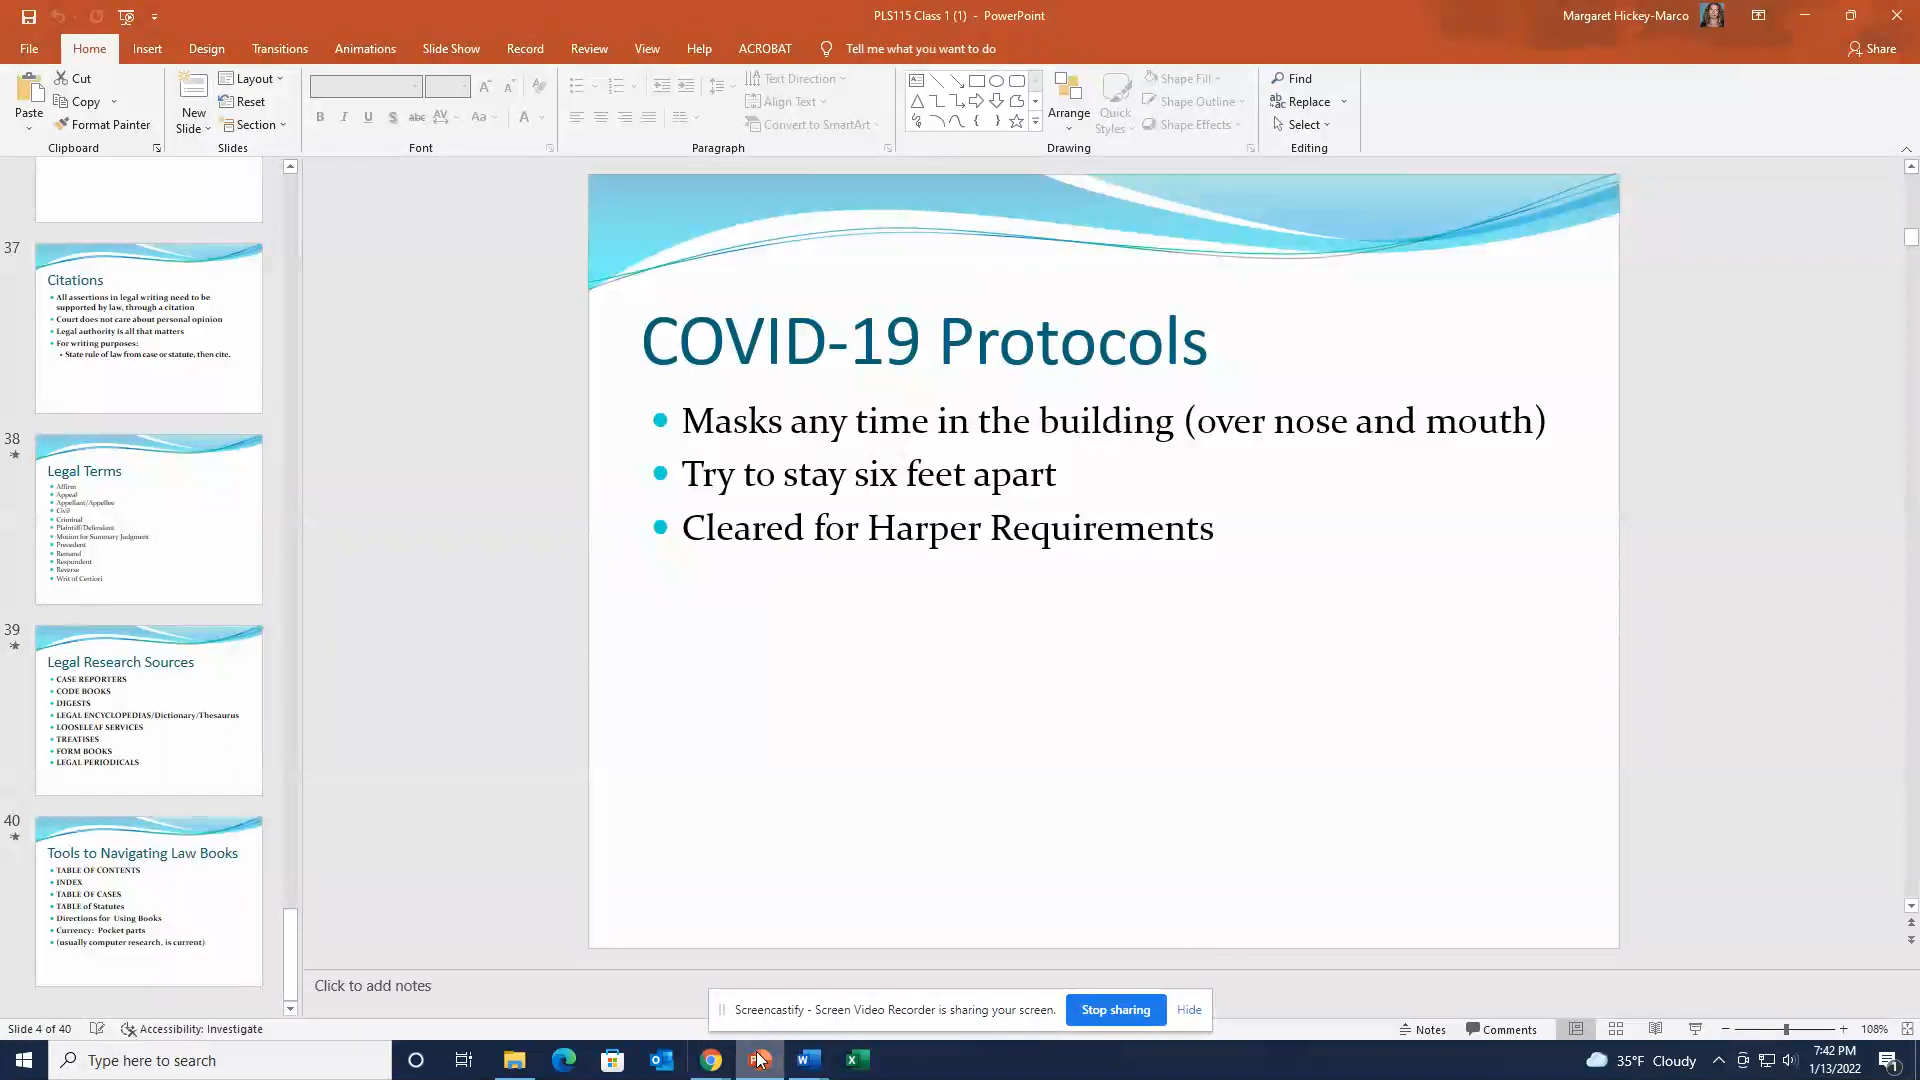 PLS115 Class 1 (1) - PowerPoint
Margaret Hickey-Marco
File Home Insert Design Transitions Animations Slide Show Record Review View Help ACROBAT Tell me what you want to do Share
Paste
Cut
Copy
Format Painter
Clipboard
New
Slide
Layout
Reset
Section
Slides
B I U S abc AV Aa A
Font
Text Direction
Align Text
Convert to SmartArt
Paragraph
Arrange
Quick
Styles
Shape Fill
Shape Outline
Shape Effects
Drawing
Find
Replace
Select
Editing
37
Citations
All assertions in legal writing need to be
supported by law, through a citation
Court does not care about personal opinion
Legal authority is all that matters
For writing purposes:
State rule of law from case or statute, then cite.
38
Legal Terms
Affirm
Appeal
Appellant/Appellee
Civil
Criminal
Plaintiff/Defendant
Motion for Summary Judgment
Precedent
Remand
Respondent
Reverse
Writ of Certiori
39
Legal Research Sources
CASE REPORTERS
CODE BOOKS
DIGESTS
LEGAL ENCYCLOPEDIAS/Dictionary/Thesaurus
LOOSELEAF SERVICES
TREATISES
FORM BOOKS
LEGAL PERIODICALS
40
Tools to Navigating Law Books
TABLE OF CONTENTS
INDEX
TABLE OF CASES
TABLE of Statutes
Directions for Using Books
Currency: Pocket parts
(usually computer research, is current)
COVID-19 Protocols
Masks any time in the building (over nose and mouth)
Try to stay six feet apart
Cleared for Harper Requirements
Click to add notes
Screencastify - Screen Video Recorder is sharing your screen. Stop sharing Hide
Slide 4 of 40 Accessibility: Investigate Notes Comments 108%
Type here to search
35°F Cloudy
7:42 PM
1/13/2022
1